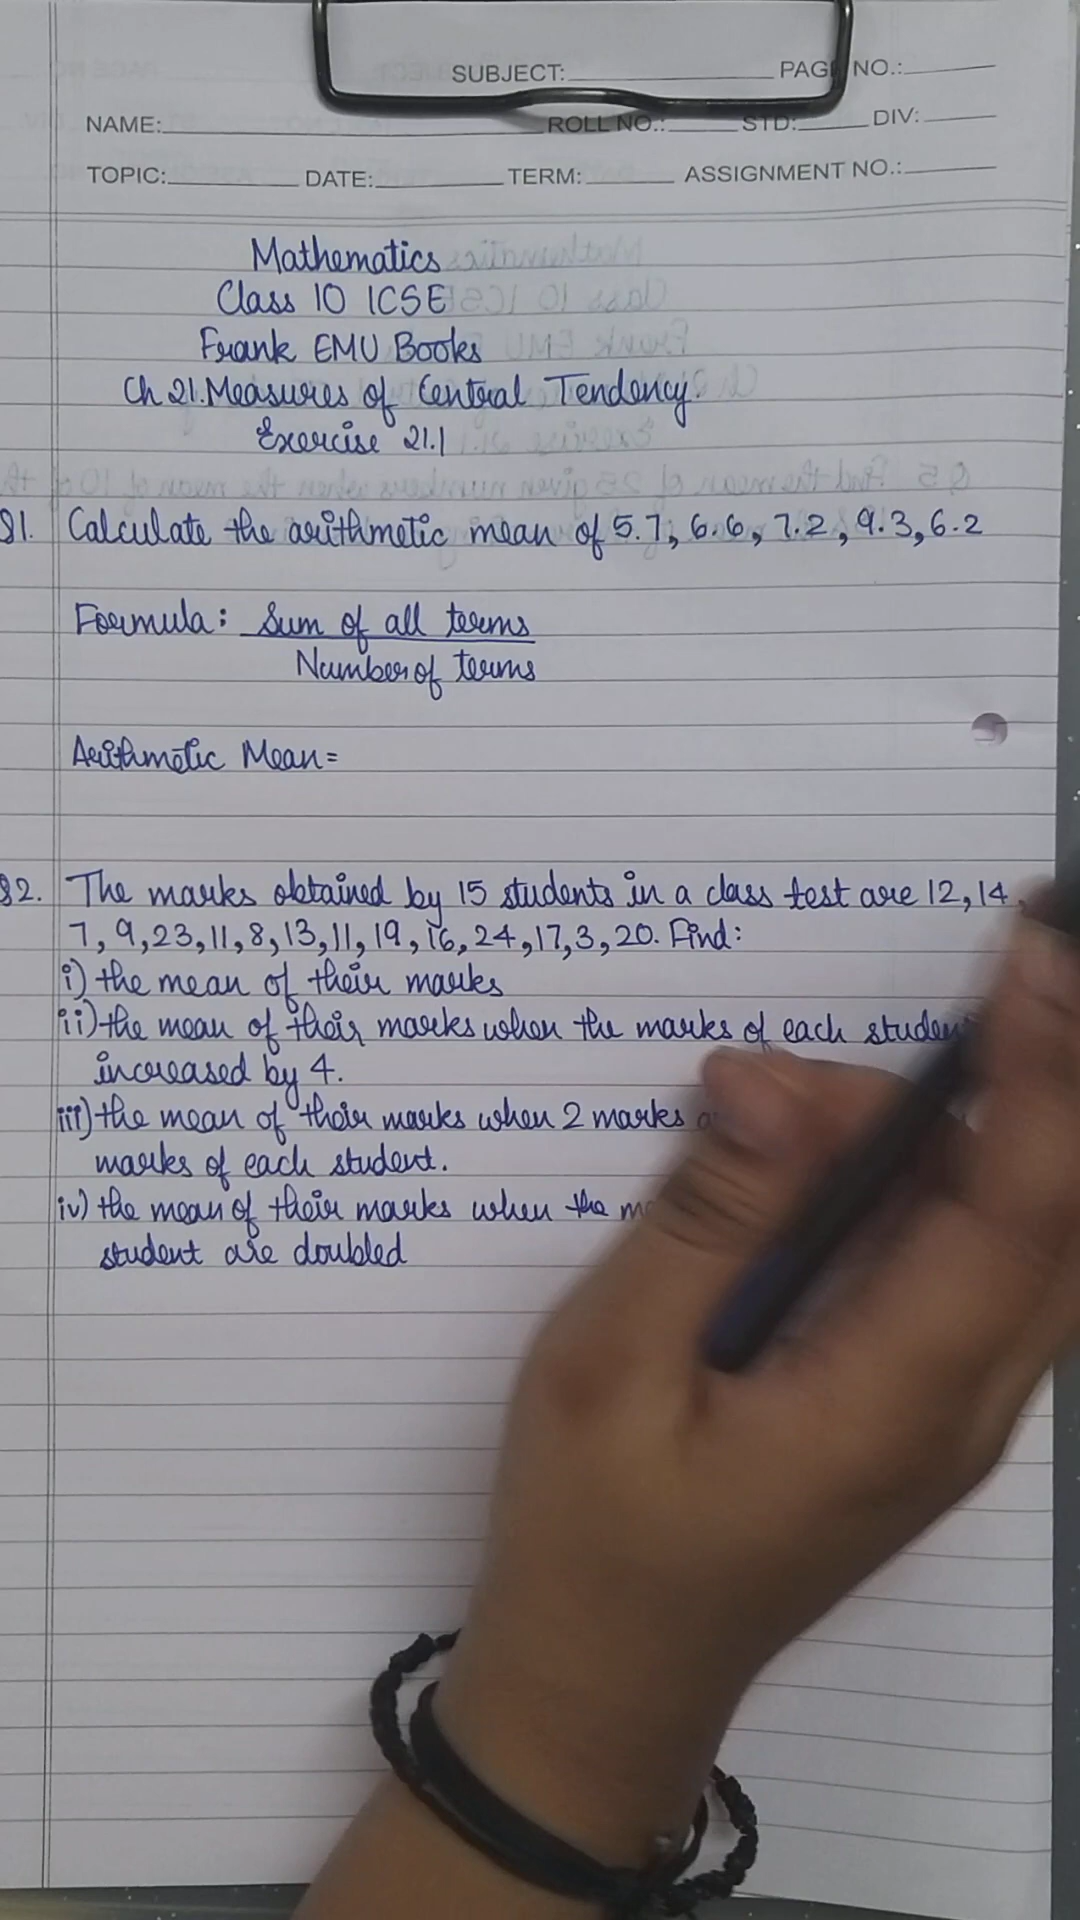 SUBJECT: PAGE NO.:
NAME: ROLL NO.: STD: DIV:
TOPIC: DATE: TERM: ASSIGNMENT NO.:
Mathematics
Class 10 ICSE
Frank EMU Books
Ch 21. Measures of Central Tendency.
Exercise 21.1
Q1. Calculate the arithmetic mean of 5.7, 6.6, 7.2, 9.3, 6.2
Formula: Sum of all terms
Number of terms
Arithmetic Mean =
Q2. The marks obtained by 15 students in a class test are 12, 14,
7, 9, 23, 11, 8, 13, 11, 19, 16, 24, 17, 3, 20. Find:
i) the mean of their marks
ii) the mean of their marks when the marks of each student
increased by 4.
iii) the mean of their marks when 2 marks
marks of each student.
iv) the mean of their marks when the
student are doubled